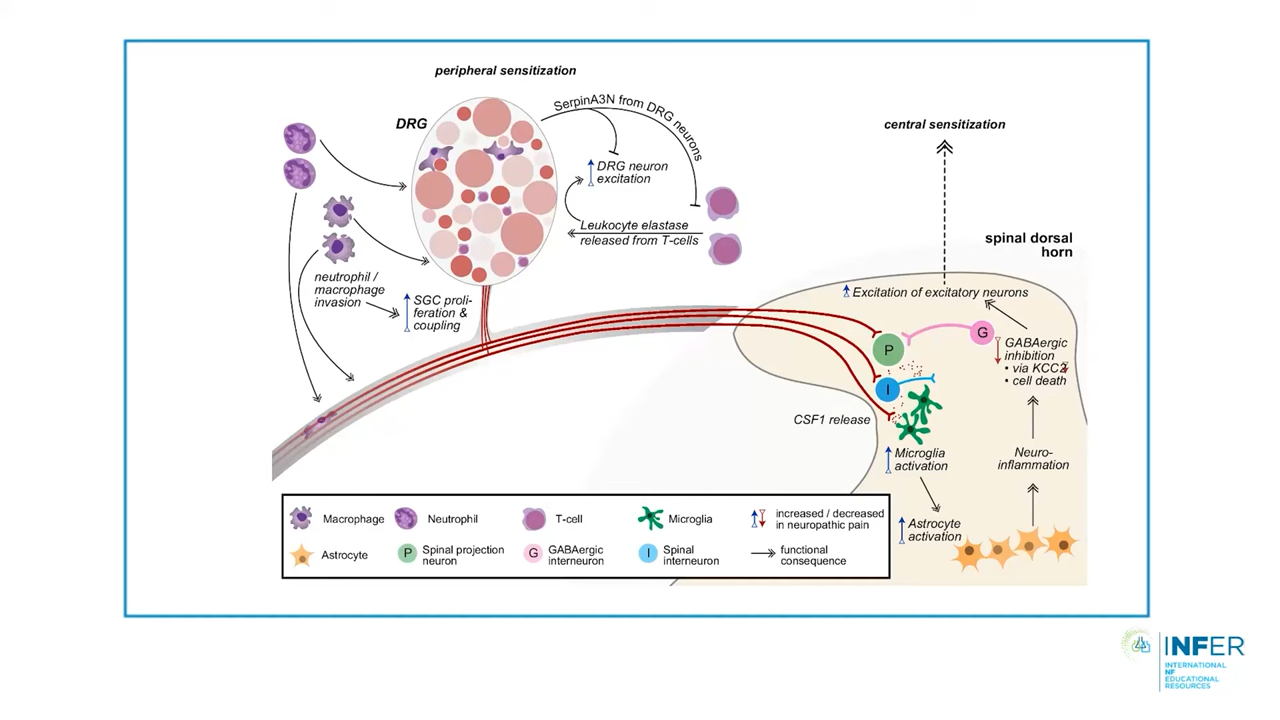 peripheral sensitization
DRG
SerpinA3N from DRG neurons
DRG neuron
excitation
Leukocyte elastase
released from T-cells
neutrophil /
macrophage
invasion
SGC proli-
feration &
coupling
central sensitization
spinal dorsal
horn
Excitation of excitatory neurons
P
G
I
GABAergic
inhibition
• via KCC2
• cell death
CSF1 release
Microglia
activation
Neuro-
inflammation
Astrocyte
activation
Macrophage
Neutrophil
T-cell
Microglia
increased / decreased
in neuropathic pain
Astrocyte
P
Spinal projection
neuron
G
GABAergic
interneuron
I
Spinal
interneuron
functional
consequence
INFER
INTERNATIONAL
NF
EDUCATIONAL
RESOURCES